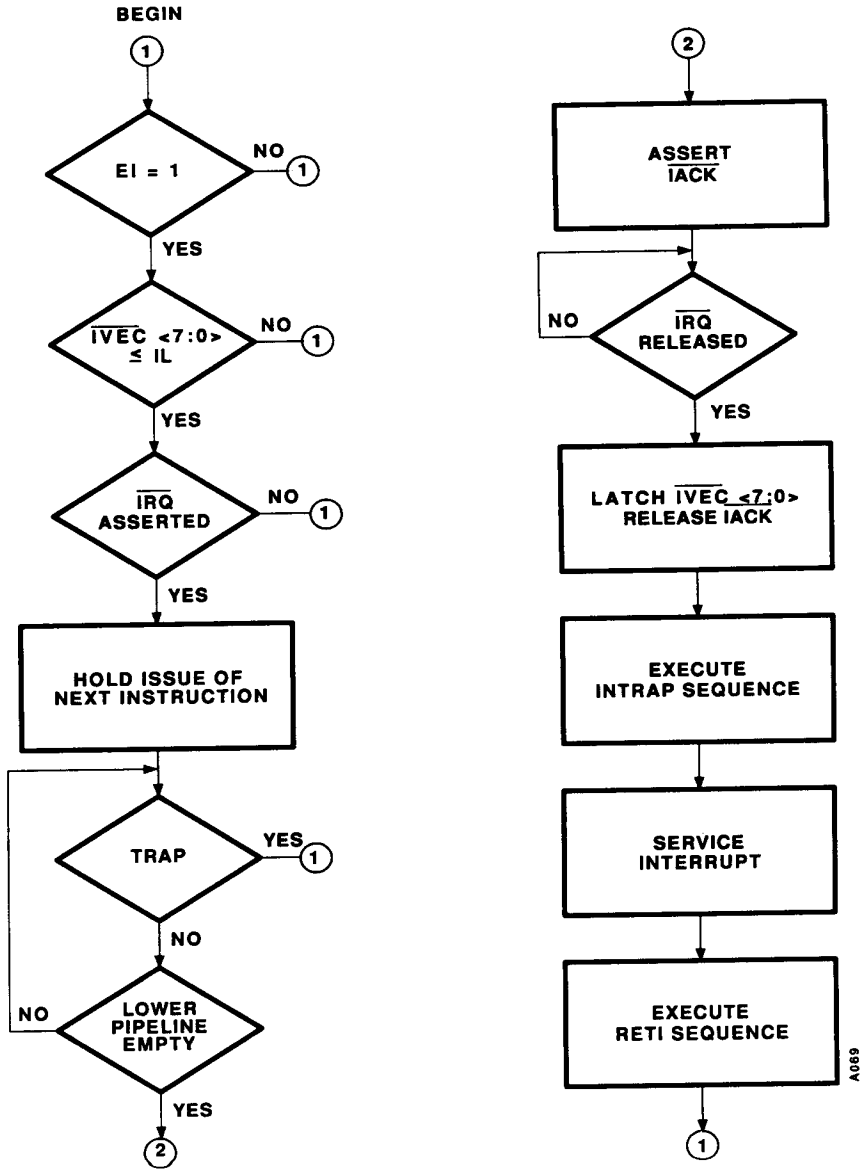 BEGIN
1
EI = 1
NO
1
YES
IVEC <7:0>
≤ IL
NO
1
YES
IRQ
ASSERTED
NO
1
YES
HOLD ISSUE OF
NEXT INSTRUCTION
TRAP
YES
1
NO
LOWER
PIPELINE
EMPTY
NO
YES
2
2
ASSERT
IACK
IRQ
RELEASED
NO
YES
LATCH IVEC <7:0>
RELEASE IACK
EXECUTE
INTRAP SEQUENCE
SERVICE
INTERRUPT
EXECUTE
RETI SEQUENCE
1
A069